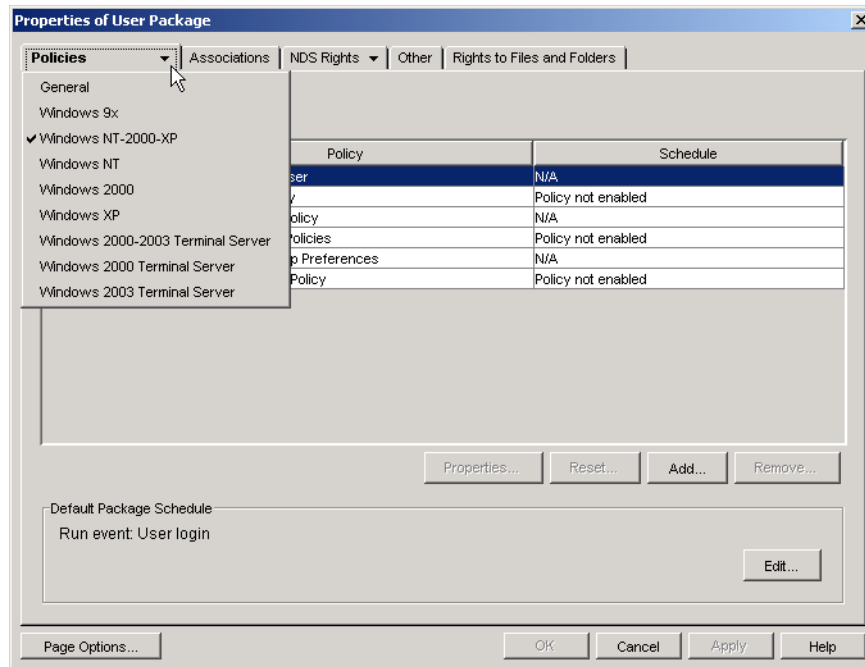 Properties of User Package
Policies Associations NDS Rights Other Rights to Files and Folders
General
Windows 9x
Windows NT-2000-XP
Windows NT
Windows 2000
Windows XP
Windows 2000-2003 Terminal Server
Windows 2000 Terminal Server
Windows 2003 Terminal Server
Policy Schedule
N/A
Policy not enabled
N/A
Policy not enabled
Preferences N/A
Policy Policy not enabled
Properties... Reset... Add... Remove...
Default Package Schedule
Run event: User login
Edit...
Page Options... OK Cancel Apply Help